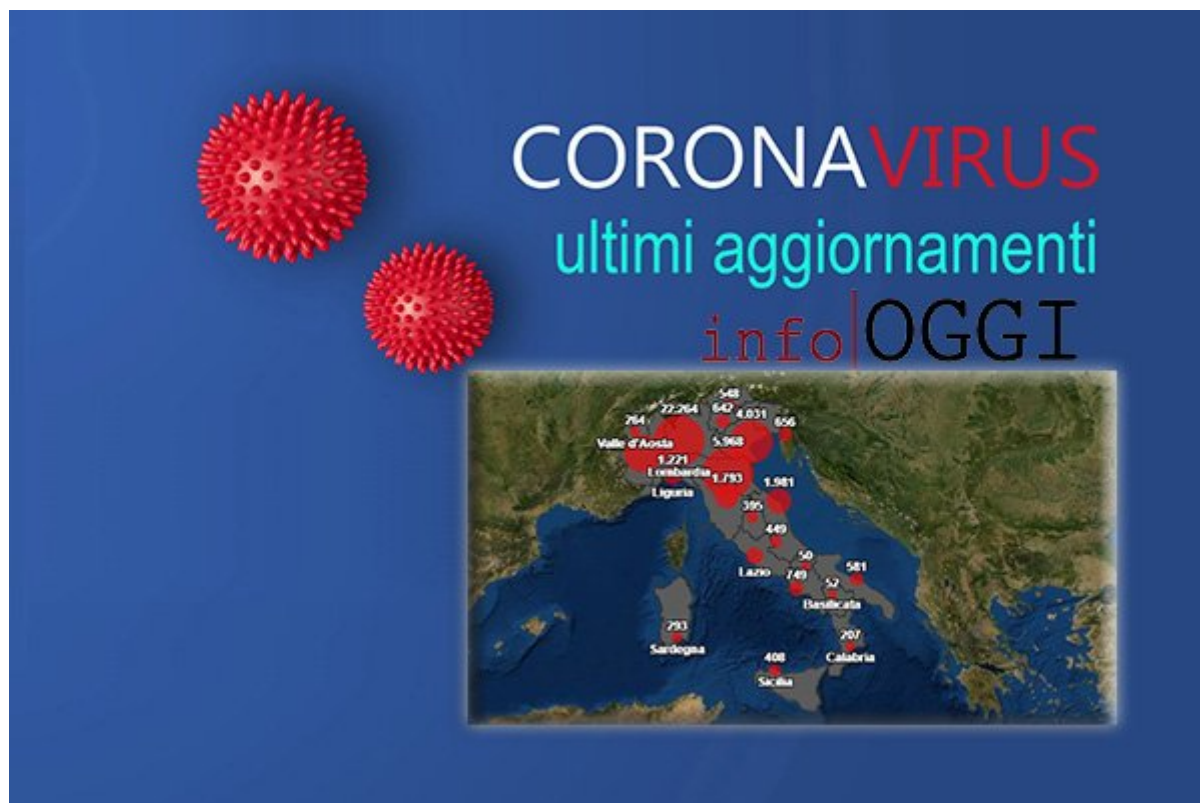 CORONAVIRUS
ultimi aggiornamenti
info|OGGI
548
22.264 642 4.031
264 656
Valle d'Aosta 5.968
1.221
Lombardia 1.793
Liguria 1.981
395
449
50
Lazio 749 581
52
Basilicata
293 207
Sardegna Calabria
408
Sicilia